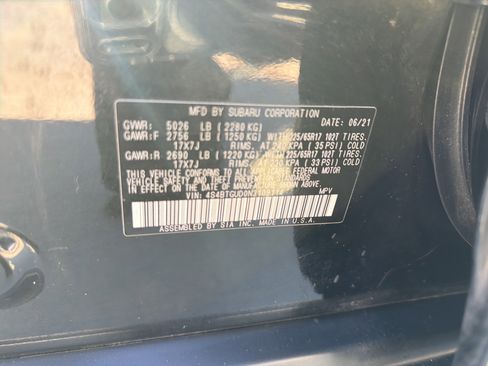 MFD BY SUBARU CORPORATION
DATE: 06/21
GVWR: 5026 LB (2280 KG)
GAWR:F 2756 LB (1250 KG) WITH 225/65R17 102T TIRES.
17X7J RIMS. AT 240 KPA (35 PSI) COLD
GAWR:R 2690 LB (1220 KG) WITH 225/65R17 102T TIRES.
17X7J RIMS. AT 230 KPA (33 PSI) COLD
THIS VEHICLE CONFORMS TO ALL APPLICABLE FEDERAL MOTOR
VEHICLE SAFETY STANDARDS IN EFFECT ON THE DATE OF
MANUFACTURE SHOWN ABOVE.
VIN: MPV
ASSEMBLED BY SIA INC. MADE IN U.S.A.